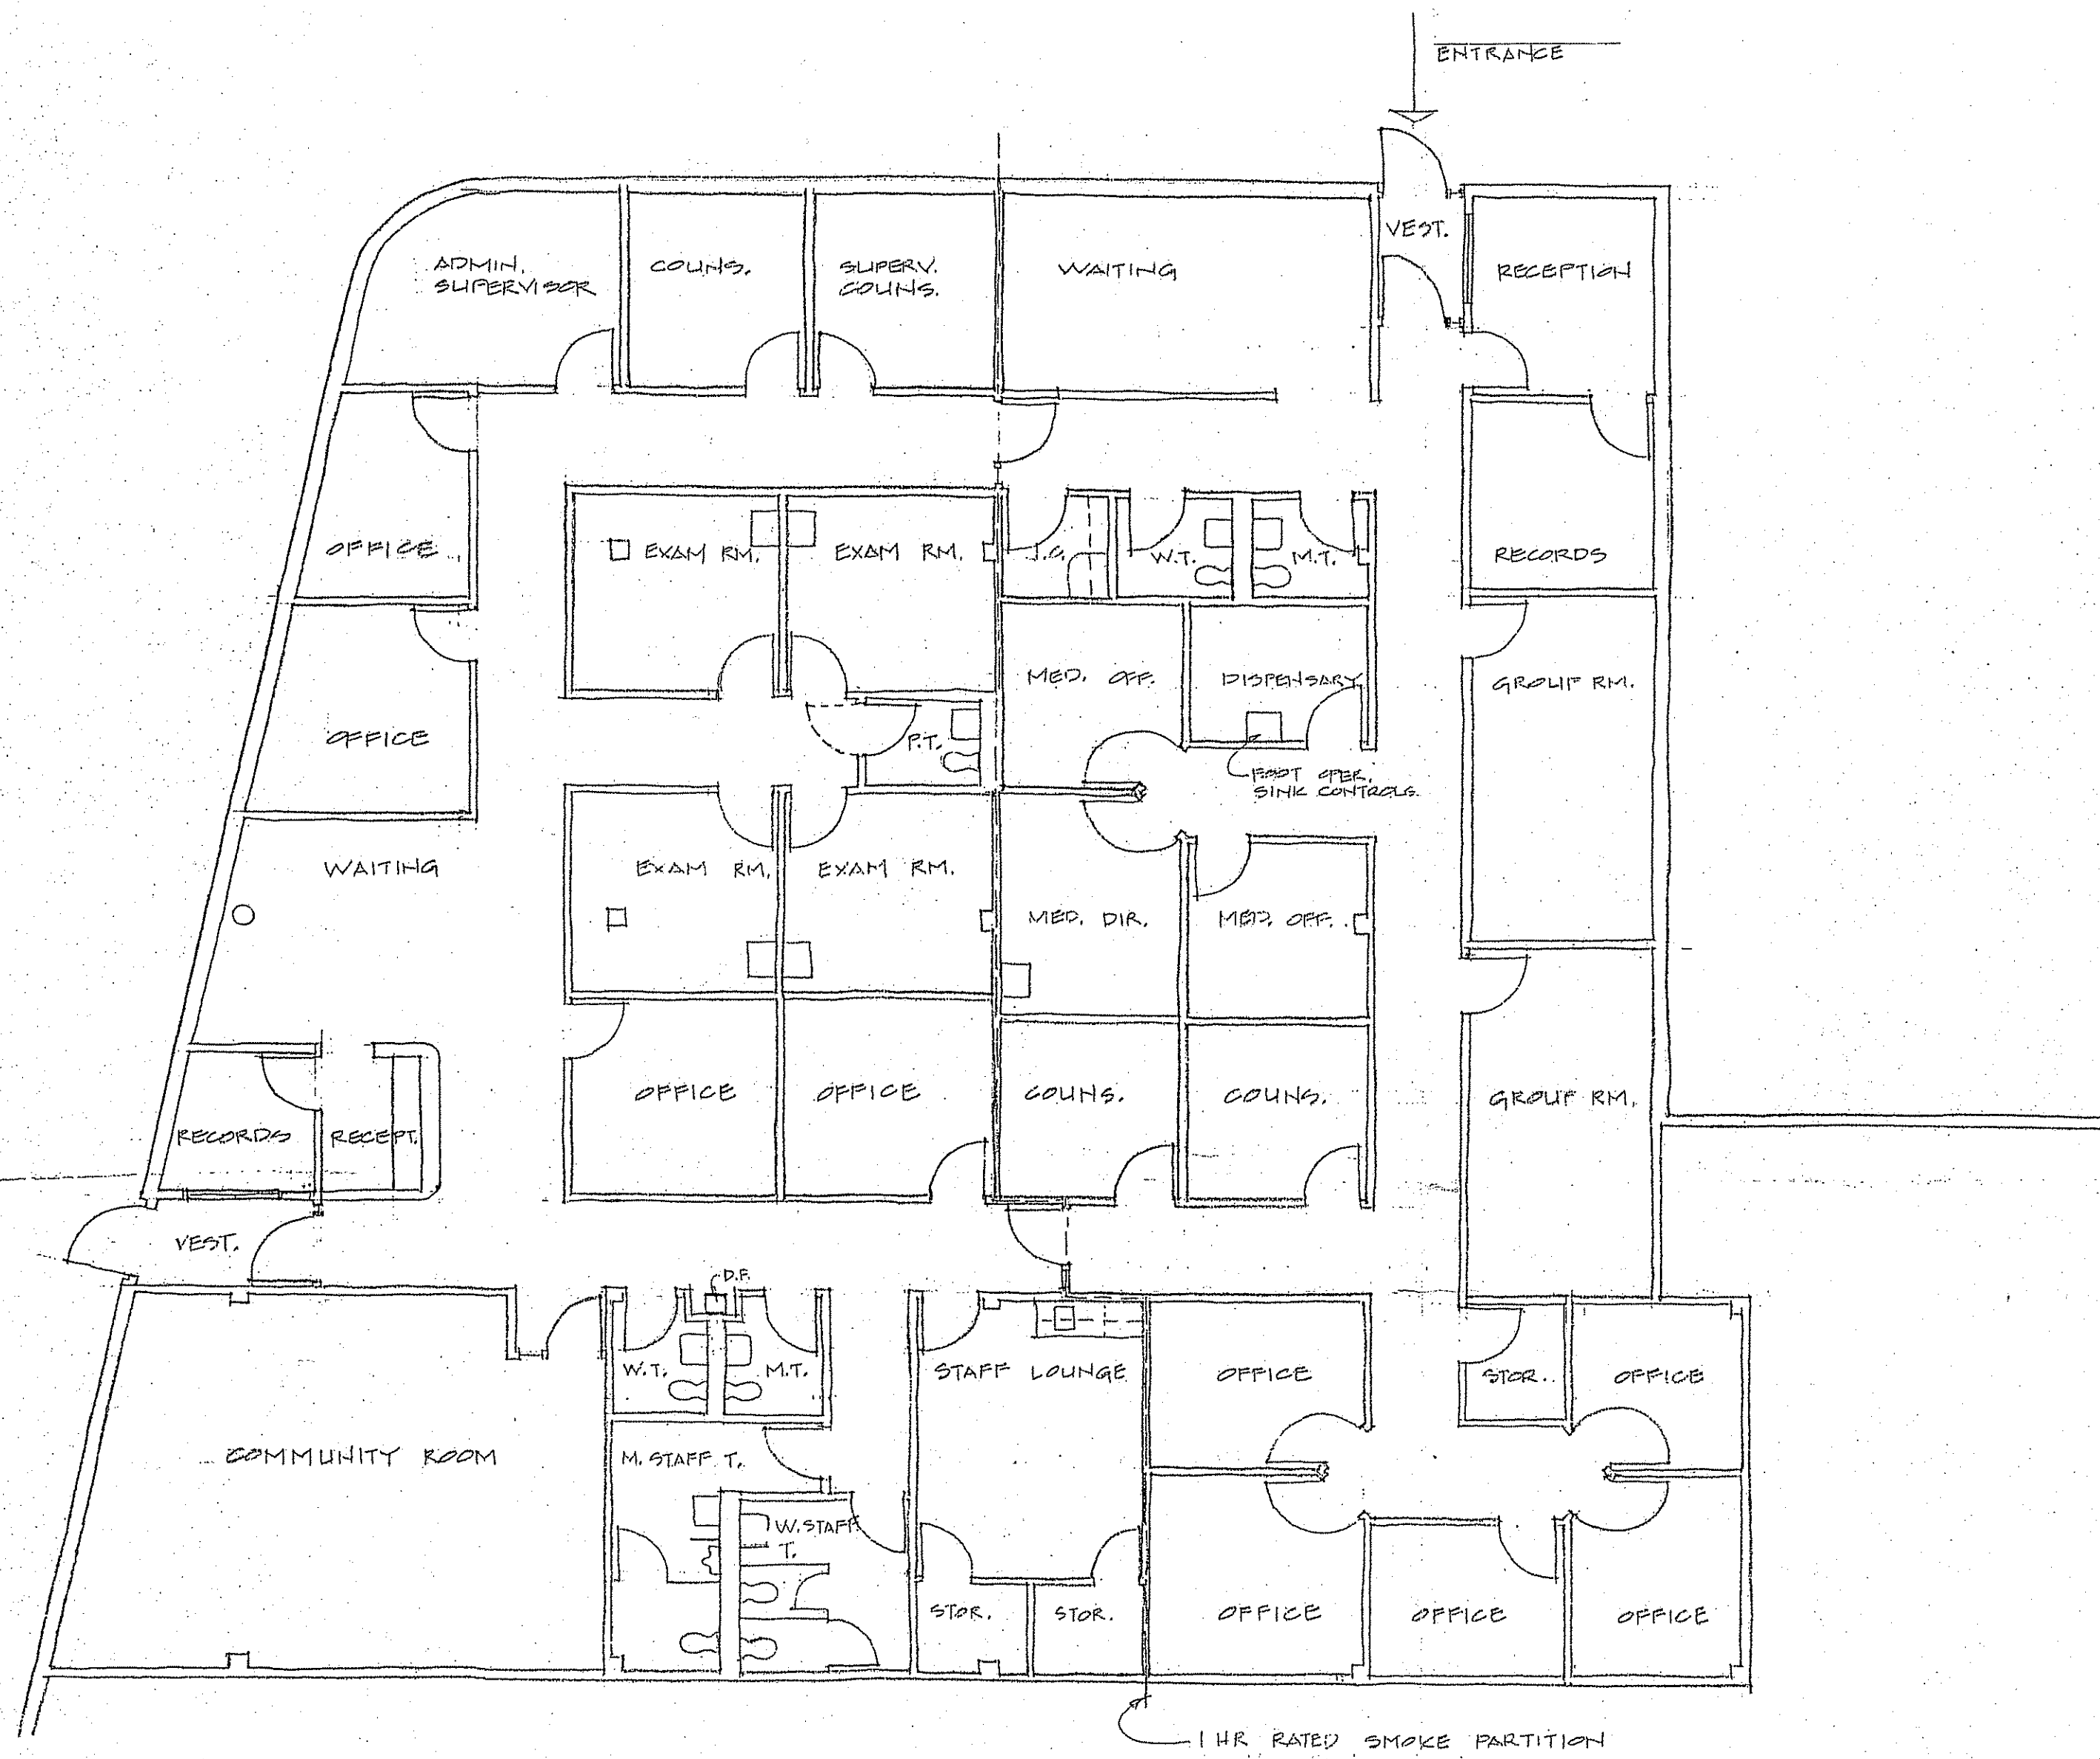 ENTRANCE
VEST.
ADMIN.
SUPERVISOR
COUNS.
SUPERV.
COUNS.
WAITING
RECEPTION
OFFICE
EXAM RM.
EXAM RM.
J.C.
W.T.
M.T.
RECORDS
MED. OFF.
DISPENSARY
GROUP RM.
OFFICE
P.T.
FOOT OPER.
SINK CONTROLS.
WAITING
EXAM RM.
EXAM RM.
MED. DIR.
MED. OFF.
OFFICE
OFFICE
COUNS.
COUNS.
GROUP RM.
RECORDS
RECEPT.
VEST.
D.F.
W.T.
M.T.
STAFF LOUNGE
OFFICE
STOR.
OFFICE
COMMUNITY ROOM
M. STAFF T.
W. STAFF
T.
STOR.
STOR.
OFFICE
OFFICE
OFFICE
1 HR RATED SMOKE PARTITION